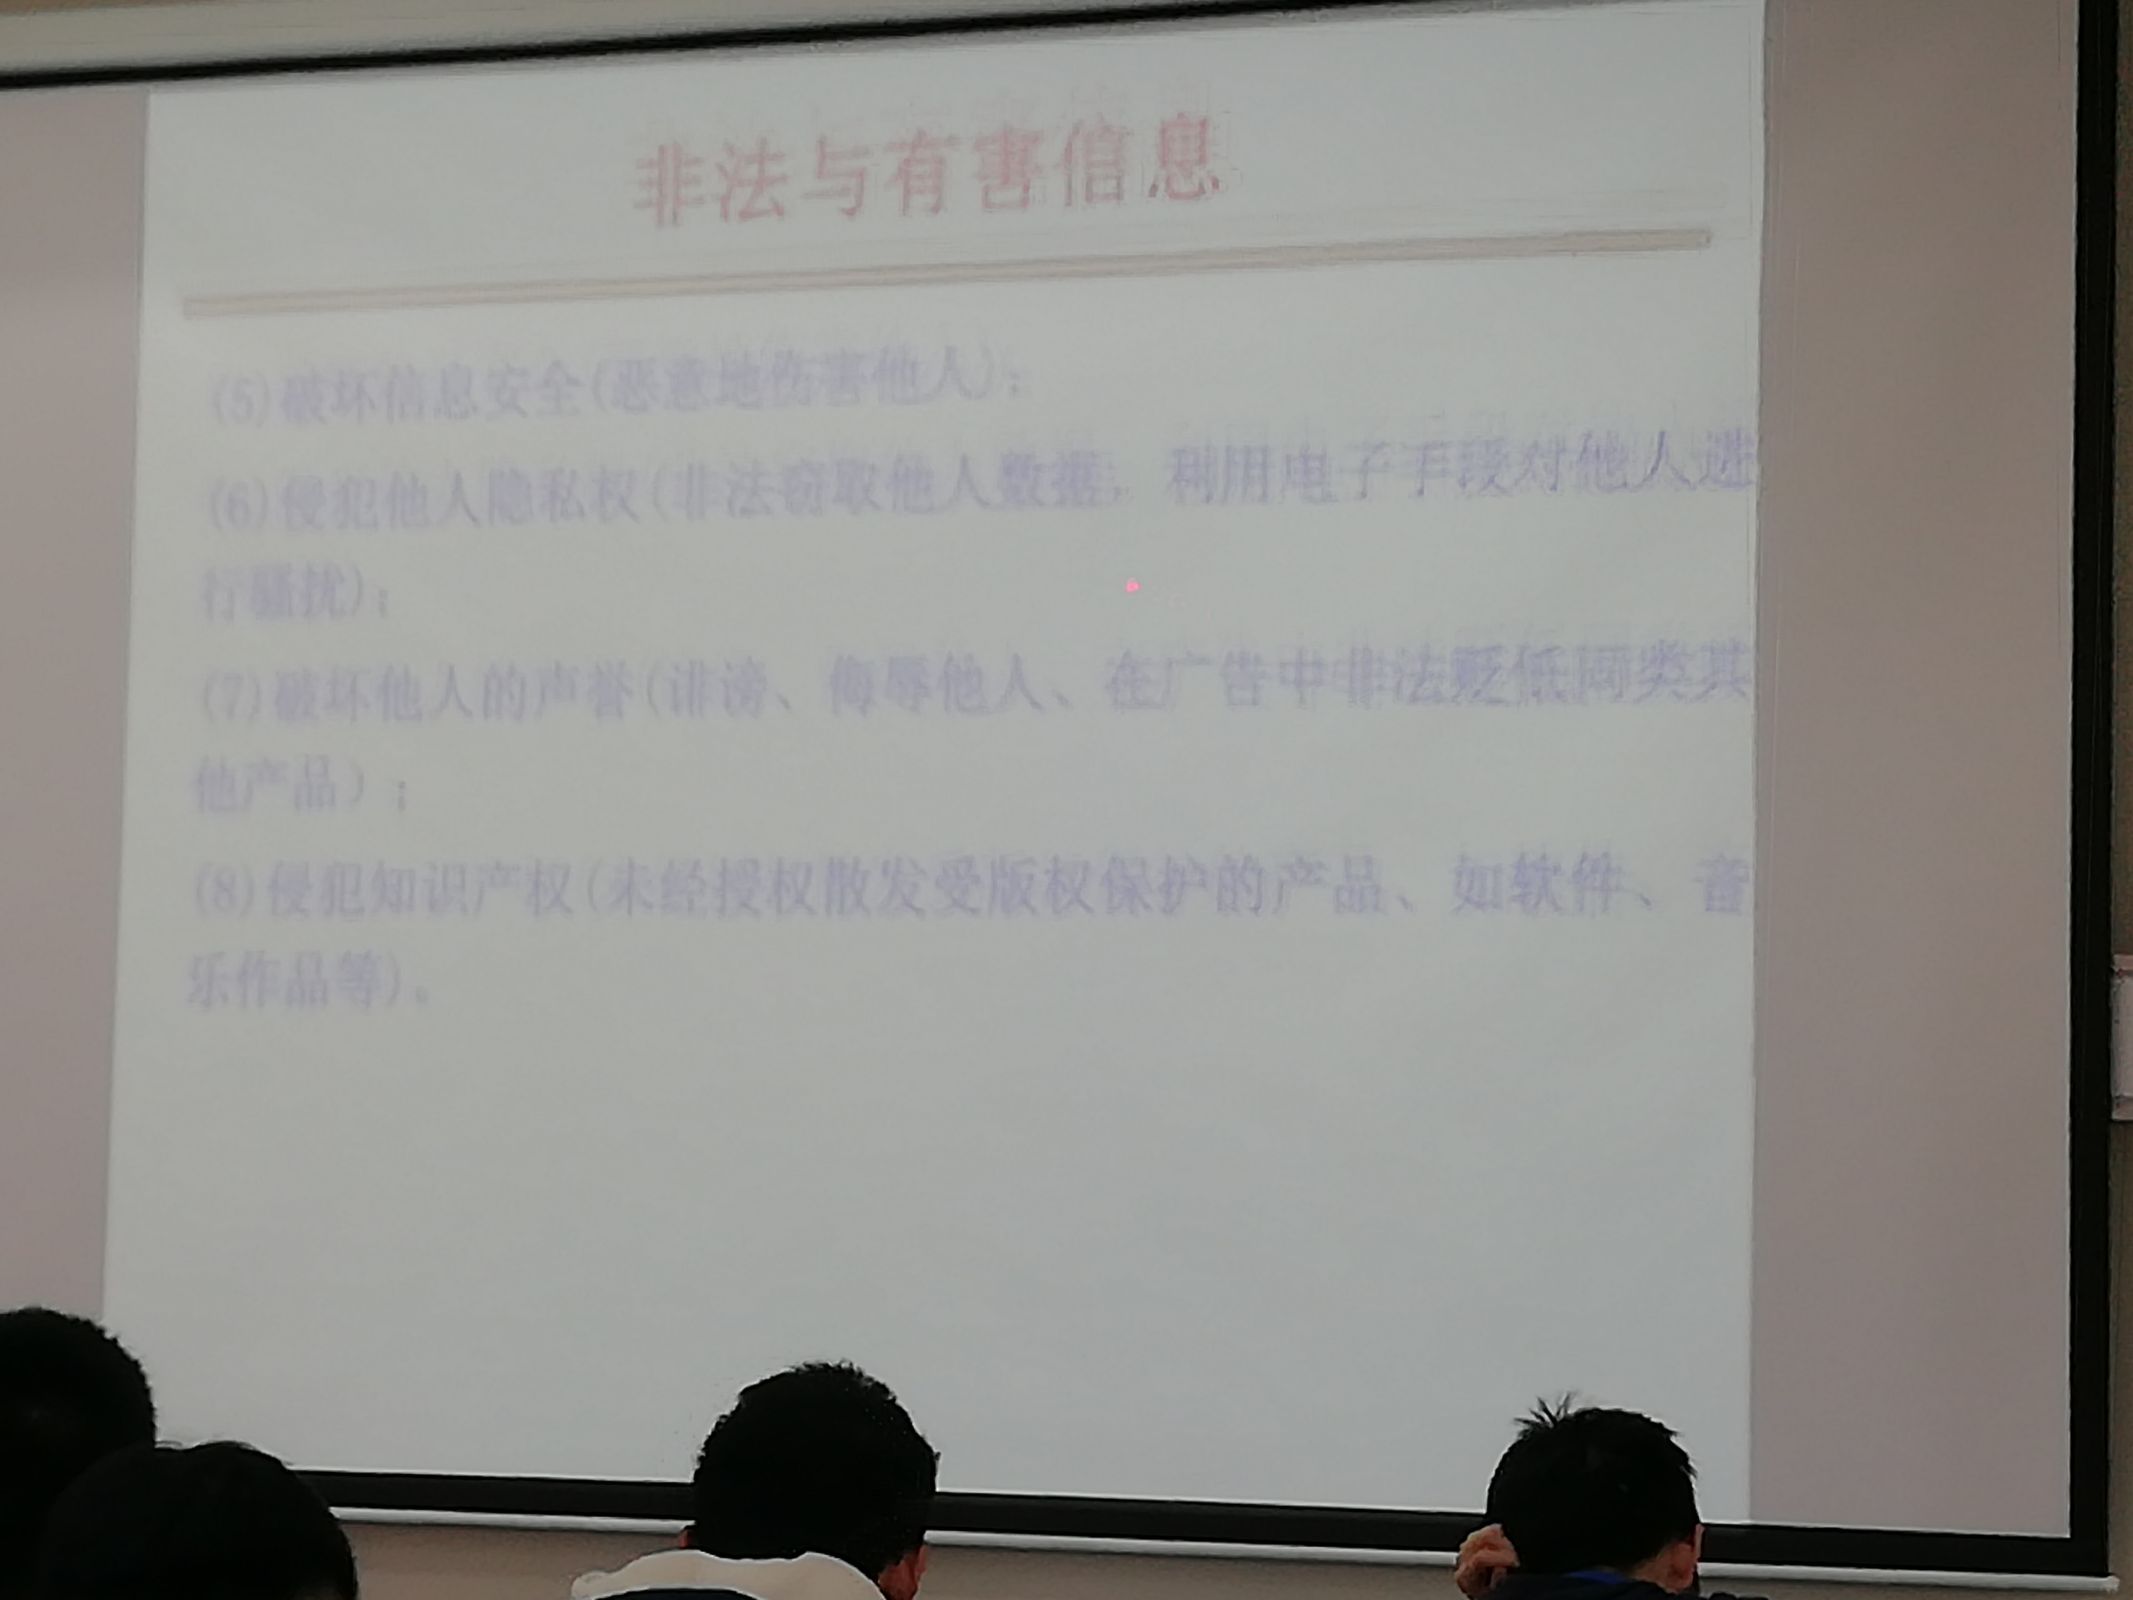 非法与有害信息
(5)破坏信息安全(恶意地伤害他人);
(6)侵犯他人隐私权(非法窃取他人数据,利用电子手段对他人进
行骚扰);
(7)破坏他人的声誉(诽谤、侮辱他人、在广告中非法贬低同类其
他产品);
(8)侵犯知识产权(未经授权散发受版权保护的产品、如软件、音
乐作品等)。